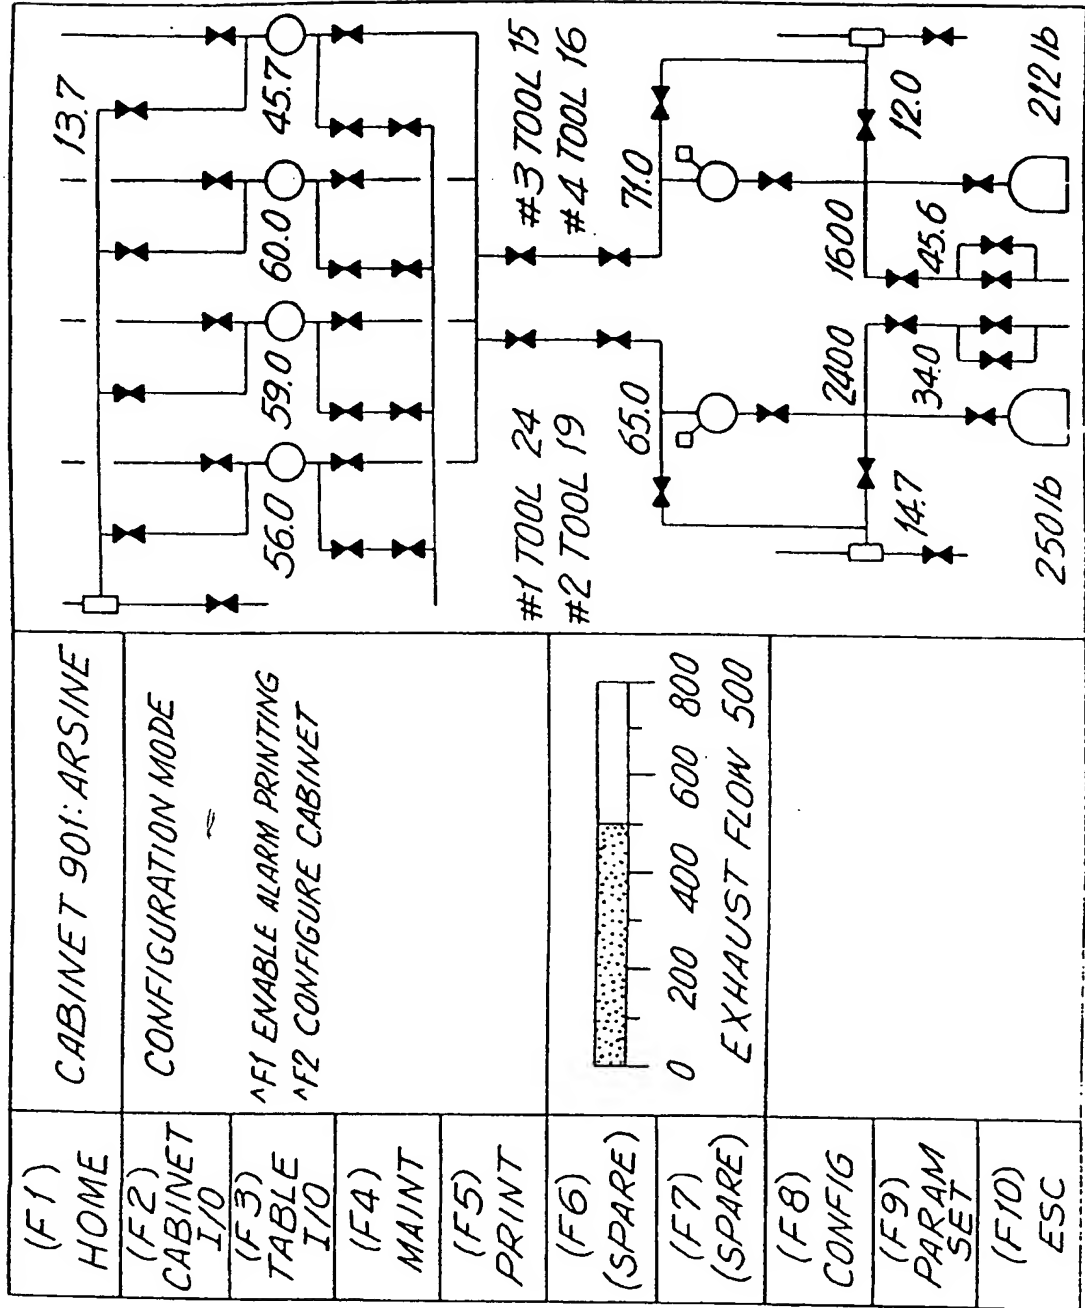 (F1)
HOME
(F2)
CABINET
I/O
(F3)
TABLE
I/O
(F4)
MAINT
(F5)
PRINT
(F6)
(SPARE)
(F7)
(SPARE)
(F8)
CONFIG
(F9)
PARAM
SET
(F10)
ESC
CABINET 901: ARSINE
CONFIGURATION MODE
^F1 ENABLE ALARM PRINTING
^F2 CONFIGURE CABINET
0 200 400 600 800
EXHAUST FLOW 500
13.7
56.0 59.0 60.0 45.7
#1 TOOL 24
#2 TOOL 19
#3 TOOL 15
#4 TOOL 16
65.0 71.0
2400 1600
14.7 34.0 45.6 12.0
250 lb 212 lb